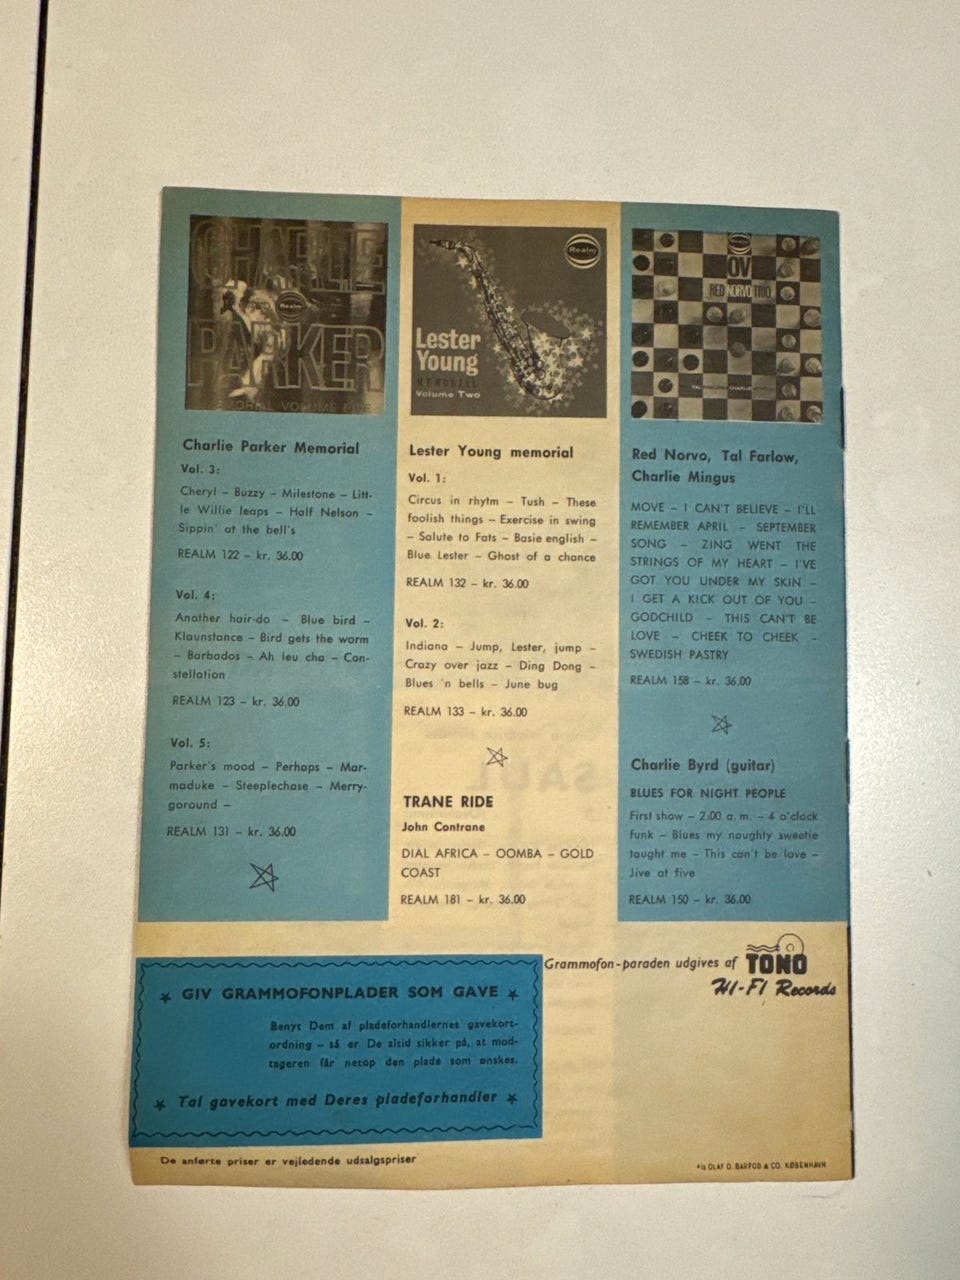 CHARLIE
PARKER
Realm
MEMORIAL VOLUME
Charlie Parker Memorial
Vol. 3:
Cheryl – Buzzy – Milestone – Litt-
le Willie leaps – Half Nelson –
Sippin' at the bell's
REALM 122 – kr. 36.00
Vol. 4:
Another hair-do – Blue bird –
Klaunstance – Bird gets the worm
– Barbados – Ah leu cha – Con-
stellation
REALM 123 – kr. 36.00
Vol. 5:
Parker's mood – Perhaps – Mar-
maduke – Steeplechase – Merry-
goround –
REALM 131 – kr. 36.00
Realm
Lester
Young
MEMORIAL
Volume Two
Lester Young memorial
Vol. 1:
Circus in rhytm – Tush – These
foolish things – Exercise in swing
– Salute to Fats – Basie english –
Blue Lester – Ghost of a chance
REALM 132 – kr. 36.00
Vol. 2:
Indiana – Jump, Lester, jump –
Crazy over jazz – Ding Dong –
Blues 'n bells – June bug
REALM 133 – kr. 36.00
TRANE RIDE
John Contrane
DIAL AFRICA – OOMBA – GOLD
COAST
REALM 181 – kr. 36.00
Realm
OV
RED NORVO TRIO
Red Norvo, Tal Farlow,
Charlie Mingus
MOVE – I CAN'T BELIEVE – I'LL
REMEMBER APRIL – SEPTEMBER
SONG – ZING WENT THE
STRINGS OF MY HEART – I'VE
GOT YOU UNDER MY SKIN –
I GET A KICK OUT OF YOU –
GODCHILD – THIS CAN'T BE
LOVE – CHEEK TO CHEEK –
SWEDISH PASTRY
REALM 158 – kr. 36.00
Charlie Byrd (guitar)
BLUES FOR NIGHT PEOPLE
First show – 2.00 a. m. – 4 o'clock
funk – Blues my noughty sweetie
taught me – This can't be love –
Jive at five
REALM 150 – kr. 36.00
GIV GRAMMOFONPLADER SOM GAVE
Benyt Dem af pladeforhandlernes gavekort-
ordning – så er De altid sikker på, at mod-
tageren får netop den plade som ønskes.
Tal gavekort med Deres pladeforhandler
De anførte priser er vejledende udsalgspriser
Grammofon-paraden udgives af TONO
HI-FI Records
A/S OLAF O. BARFOD & CO. KØBENHAVN